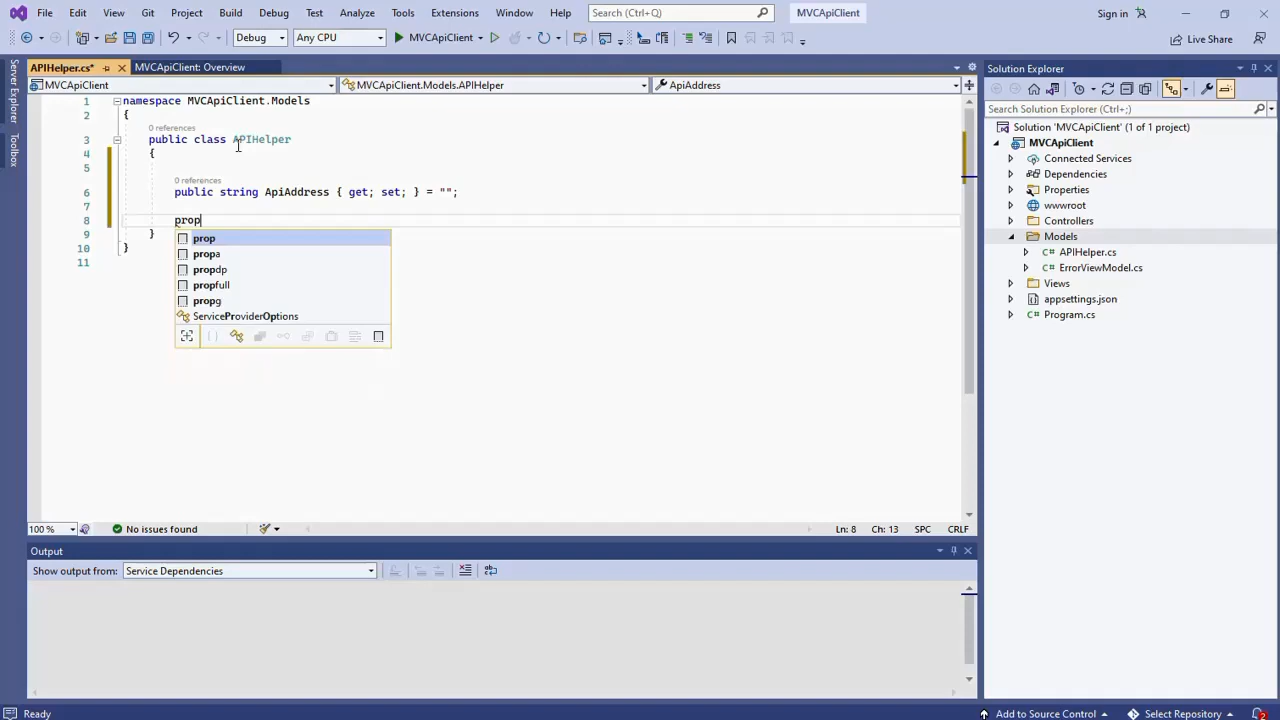 File Edit View Git Project Build Debug Test Analyze Tools Extensions Window Help Search (Ctrl+Q) MVCApiClient Sign in
Debug Any CPU MVCApiClient Live Share
Server Explorer
Toolbox
APIHelper.cs* MVCApiClient: Overview
MVCApiClient MVCApiClient.Models.APIHelper ApiAddress
1 namespace MVCApiClient.Models
2 {
0 references
3 public class APIHelper
4 {
5
0 references
6 public string ApiAddress { get; set; } = "";
7
8 prop
9 }
10 }
11
prop
propa
propdp
propfull
propg
ServiceProviderOptions
100 % No issues found Ln: 8 Ch: 13 SPC CRLF
Output
Show output from: Service Dependencies
Solution Explorer
Search Solution Explorer (Ctrl+;)
Solution 'MVCApiClient' (1 of 1 project)
MVCApiClient
Connected Services
Dependencies
Properties
wwwroot
Controllers
Models
APIHelper.cs
ErrorViewModel.cs
Views
appsettings.json
Program.cs
Ready Add to Source Control Select Repository 2